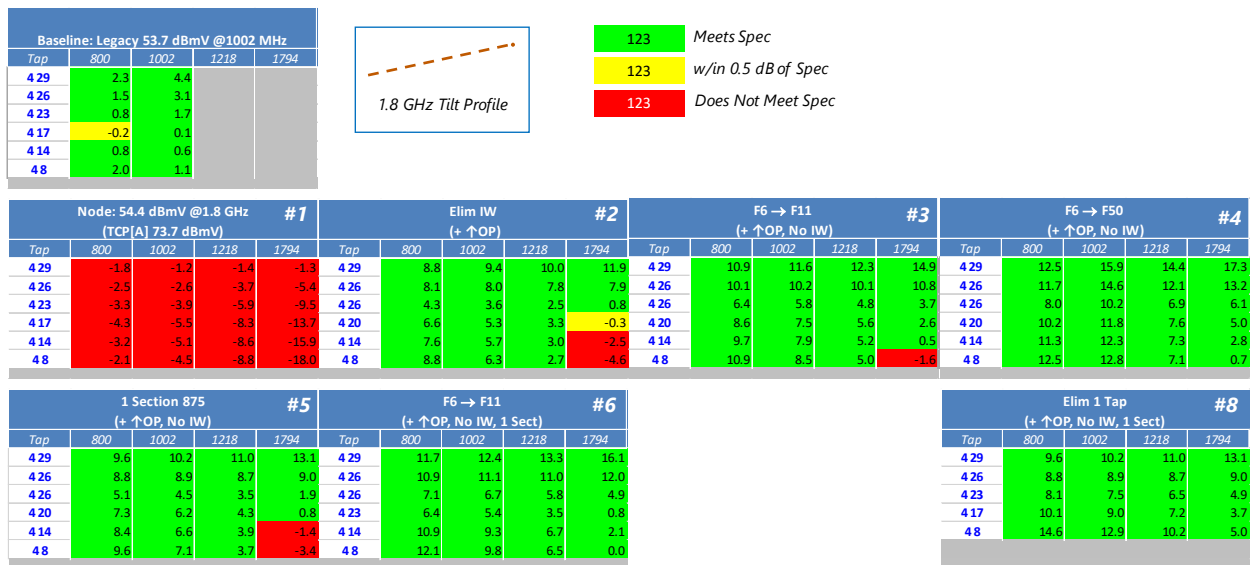 Baseline: Legacy 53.7 dBmV @1002 MHz
Tap 800 1002 1218 1794
4 29 2.3 4.4
4 26 1.5 3.1
4 23 0.8 1.7
4 17 -0.2 0.1
4 14 0.8 0.6
4 8 2.0 1.1
1.8 GHz Tilt Profile
123 Meets Spec
123 w/in 0.5 dB of Spec
123 Does Not Meet Spec
Node: 54.4 dBmV @1.8 GHz #1
(TCP[A] 73.7 dBmV)
Tap 800 1002 1218 1794
4 29 -1.8 -1.2 -1.4 -1.3
4 26 -2.5 -2.6 -3.7 -5.4
4 23 -3.3 -3.9 -5.9 -9.5
4 17 -4.3 -5.5 -8.3 -13.7
4 14 -3.2 -5.1 -8.6 -15.9
4 8 -2.1 -4.5 -8.8 -18.0
Elim IW #2
(+ ↑OP)
Tap 800 1002 1218 1794
4 29 8.8 9.4 10.0 11.9
4 26 8.1 8.0 7.8 7.9
4 26 4.3 3.6 2.5 0.8
4 20 6.6 5.3 3.3 -0.3
4 14 7.6 5.7 3.0 -2.5
4 8 8.8 6.3 2.7 -4.6
F6 → F11 #3
(+ ↑OP, No IW)
Tap 800 1002 1218 1794
4 29 10.9 11.6 12.3 14.9
4 26 10.1 10.2 10.1 10.8
4 26 6.4 5.8 4.8 3.7
4 20 8.6 7.5 5.6 2.6
4 14 9.7 7.9 5.2 0.5
4 8 10.9 8.5 5.0 -1.6
F6 → F50 #4
(+ ↑OP, No IW)
Tap 800 1002 1218 1794
4 29 12.5 15.9 14.4 17.3
4 26 11.7 14.6 12.1 13.2
4 26 8.0 10.2 6.9 6.1
4 20 10.2 11.8 7.6 5.0
4 14 11.3 12.3 7.3 2.8
4 8 12.5 12.8 7.1 0.7
1 Section 875 #5
(+ ↑OP, No IW)
Tap 800 1002 1218 1794
4 29 9.6 10.2 11.0 13.1
4 26 8.8 8.9 8.7 9.0
4 26 5.1 4.5 3.5 1.9
4 20 7.3 6.2 4.3 0.8
4 14 8.4 6.6 3.9 -1.4
4 8 9.6 7.1 3.7 -3.4
F6 → F11 #6
(+ ↑OP, No IW, 1 Sect)
Tap 800 1002 1218 1794
4 29 11.7 12.4 13.3 16.1
4 26 10.9 11.1 11.0 12.0
4 26 7.1 6.7 5.8 4.9
4 23 6.4 5.4 3.5 0.8
4 14 10.9 9.3 6.7 2.1
4 8 12.1 9.8 6.5 0.0
Elim 1 Tap #8
(+ ↑OP, No IW, 1 Sect)
Tap 800 1002 1218 1794
4 29 9.6 10.2 11.0 13.1
4 26 8.8 8.9 8.7 9.0
4 23 8.1 7.5 6.5 4.9
4 17 10.1 9.0 7.2 3.7
4 8 14.6 12.9 10.2 5.0